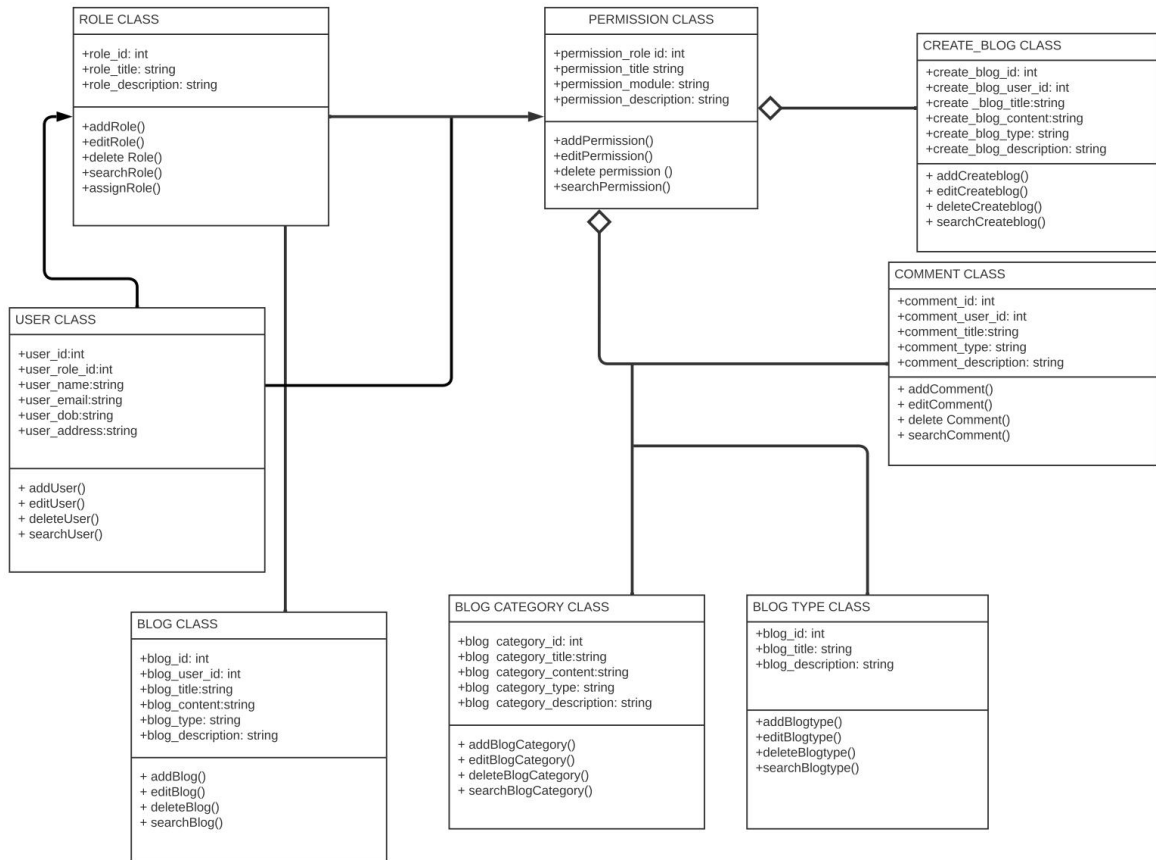 ROLE CLASS
+role_id: int
+role_title: string
+role_description: string
+addRole()
+editRole()
+delete Role()
+searchRole()
+assignRole()
PERMISSION CLASS
+permission_role id: int
+permission_title string
+permission_module: string
+permission_description: string
+addPermission()
+editPermission()
+delete permission ()
+searchPermission()
CREATE_BLOG CLASS
+create_blog_id: int
+create_blog_user_id: int
+create _blog_title:string
+create_blog_content:string
+create_blog_type: string
+create_blog_description: string
+ addCreateblog()
+ editCreateblog()
+ deleteCreateblog()
+ searchCreateblog()
COMMENT CLASS
+comment_id: int
+comment_user_id: int
+comment_title:string
+comment_type: string
+comment_description: string
+ addComment()
+ editComment()
+ delete Comment()
+ searchComment()
USER CLASS
+user_id:int
+user_role_id:int
+user_name:string
+user_email:string
+user_dob:string
+user_address:string
+ addUser()
+ editUser()
+ deleteUser()
+ searchUser()
BLOG CLASS
+blog_id: int
+blog_user_id: int
+blog_title:string
+blog_content:string
+blog_type: string
+blog_description: string
+ addBlog()
+ editBlog()
+ deleteBlog()
+ searchBlog()
BLOG CATEGORY CLASS
+blog category_id: int
+blog category_title:string
+blog category_content:string
+blog category_type: string
+blog category_description: string
+ addBlogCategory()
+ editBlogCategory()
+ deleteBlogCategory()
+ searchBlogCategory()
BLOG TYPE CLASS
+blog_id: int
+blog_title: string
+blog_description: string
+addBlogtype()
+editBlogtype()
+deleteBlogtype()
+searchBlogtype()